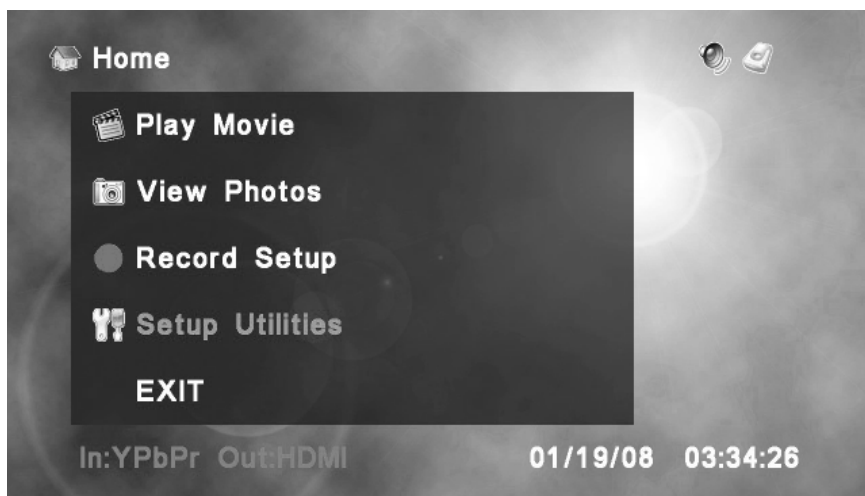 Home
Play Movie
View Photos
Record Setup
Setup Utilities
EXIT
In:YPbPr Out:HDMI 01/19/08 03:34:26